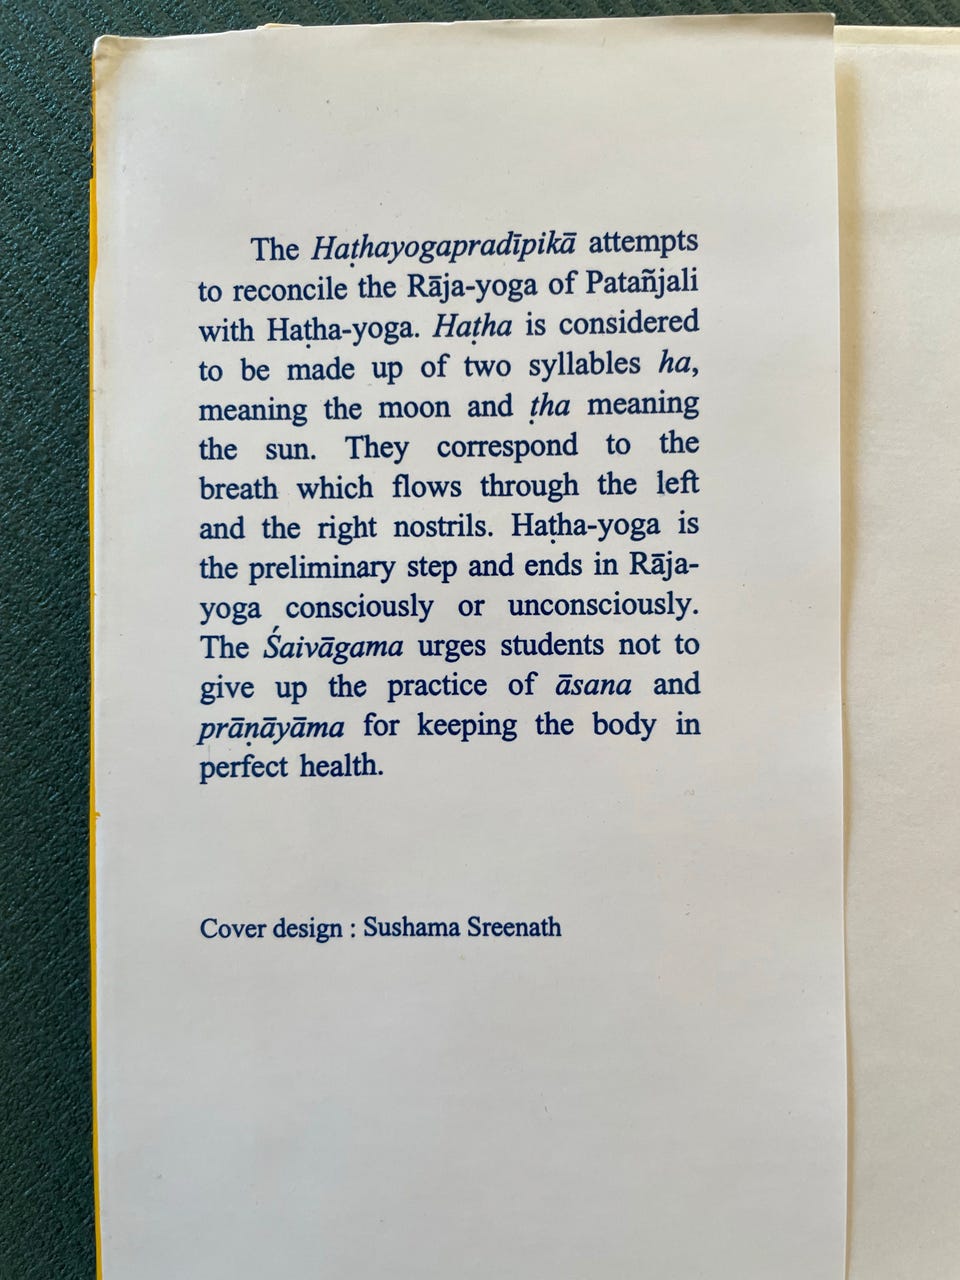 The Haṭhayogapradīpikā attempts
to reconcile the Rāja-yoga of Patañjali
with Haṭha-yoga. Haṭha is considered
to be made up of two syllables ha,
meaning the moon and ṭha meaning
the sun. They correspond to the
breath which flows through the left
and the right nostrils. Haṭha-yoga is
the preliminary step and ends in Rāja-
yoga consciously or unconsciously.
The Śaivāgama urges students not to
give up the practice of āsana and
prāṇāyāma for keeping the body in
perfect health.
Cover design : Sushama Sreenath